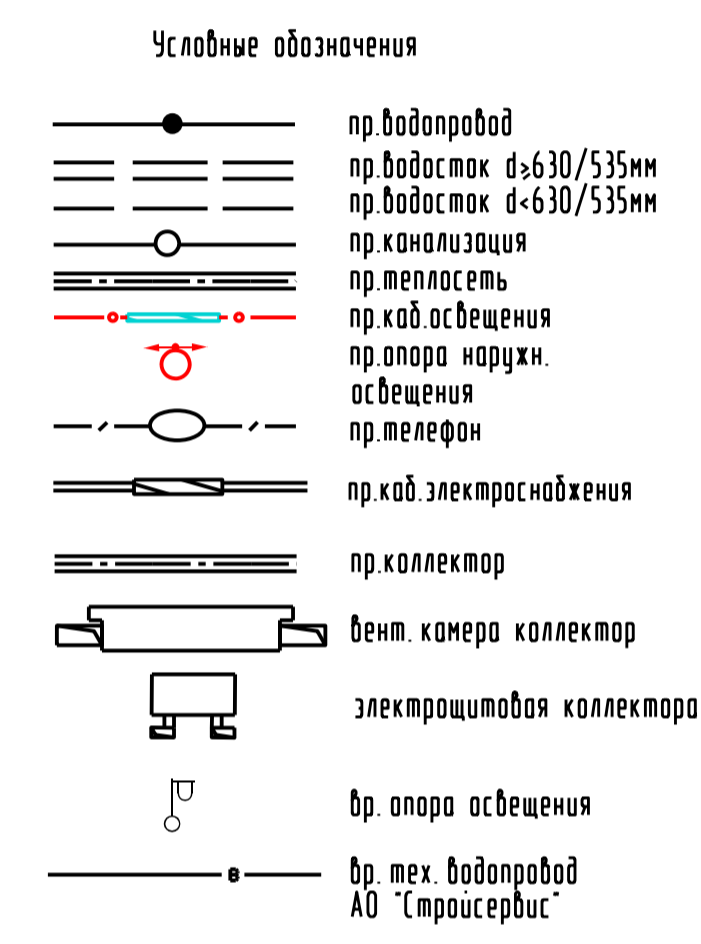 Условные обозначения
пр.водопровод
пр.водосток d≥630/535мм
пр.водосток d<630/535мм
пр.канализация
пр.теплосеть
пр.каб.освещения
пр.опора наружн.
освещения
пр.телефон
пр.каб.электроснабжения
пр.коллектор
вент. камера коллектор
электрощитовая коллектора
вр. опора освещения
В
вр. тех. водопровод
АО "Стройсервис"